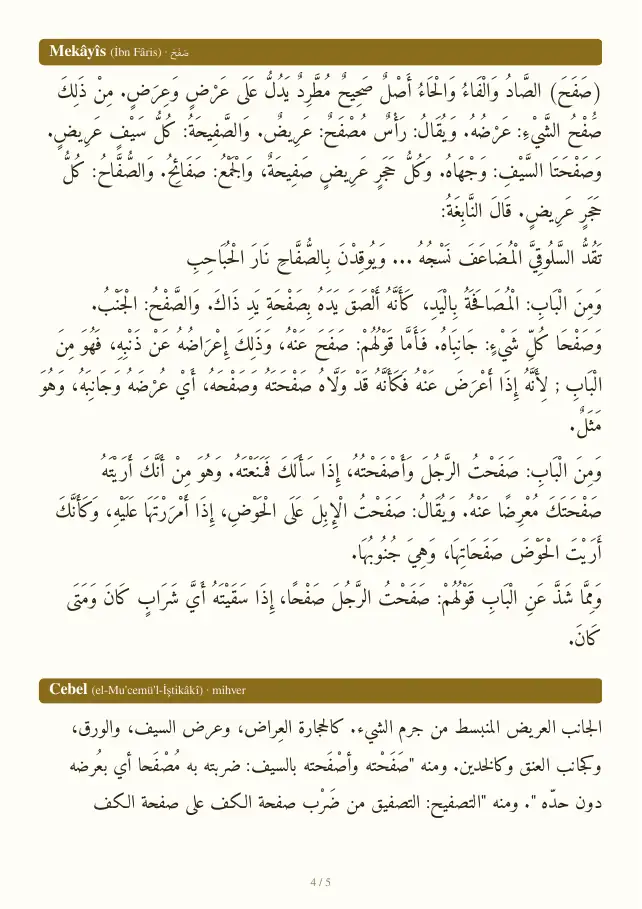 Mekâyîs (İbn Fâris) · صَفْحٌ
(صَفَحَ) الصَّادُ وَالْفَاءُ وَالْحَاءُ أَصْلٌ صَحِيحٌ مُطَّرِدٌ يَدُلُّ عَلَى عَرْضٍ وَعِرَضٍ. مِنْ ذَلِكَ
صُفْحُ الشَّيْءِ: عَرْضُهُ. وَيُقَالُ: رَأْسٌ مُصْفَحٌ: عَرِيضٌ. وَالصَّفِيحَةُ: كُلُّ سَيْفٍ عَرِيضٍ.
وَصَفْحَتَا السَّيْفِ: وَجْهَاهُ. وَكُلُّ حَجَرٍ عَرِيضٍ صَفِيحَةٌ، وَالْجَمْعُ: صَفَائِحُ. وَالصُّفَّاحُ: كُلُّ
حَجَرٍ عَرِيضٍ. قَالَ النَّابِغَةُ:
تَقُدُّ السَّلُوقِيَّ الْمُضَاعَفَ نَسْجُهُ ... وَيُوقِدْنَ بِالصُّفَّاحِ نَارَ الْحُبَاحِبِ
وَمِنَ الْبَابِ: الْمُصَافَحَةُ بِالْيَدِ، كَأَنَّهُ أَلْصَقَ يَدَهُ بِصَفْحَةِ يَدِ ذَاكَ. وَالصَّفْحُ: الْجَنْبُ.
وَصَفْحَا كُلِّ شَيْءٍ: جَانِبَاهُ. فَأَمَّا قَوْلُهُمْ: صَفَحَ عَنْهُ، وَذَلِكَ إِعْرَاضُهُ عَنْ ذَنْبِهِ، فَهُوَ مِنَ
الْبَابِ ; لِأَنَّهُ إِذَا أَعْرَضَ عَنْهُ فَكَأَنَّهُ قَدْ وَلَّاهُ صَفْحَتَهُ وَصَفْحَهُ، أَيْ عُرْضَهُ وَجَانِبَهُ، وَهُوَ
مَثَلٌ.
وَمِنَ الْبَابِ: صَفَحْتُ الرَّجُلَ وَأَصْفَحْتُهُ، إِذَا سَأَلَكَ فَمَنَعْتَهُ. وَهُوَ مِنْ أَنَّكَ أَرَيْتَهُ
صَفْحَتَكَ مُعْرِضًا عَنْهُ. وَيُقَالُ: صَفَحْتُ الْإِبِلَ عَلَى الْحَوْضِ، إِذَا أَمْرَرْتَهَا عَلَيْهِ، وَكَأَنَّكَ
أَرَيْتَ الْحَوْضَ صَفَحَاتِهَا، وَهِيَ جُنُوبُهَا.
وَمِمَّا شَذَّ عَنِ الْبَابِ قَوْلُهُمْ: صَفَحْتُ الرَّجُلَ صَفْحًا، إِذَا سَقَيْتَهُ أَيَّ شَرَابٍ كَانَ وَمَتَى
كَانَ.
Cebel (el-Mu'cemü'l-İştikâkî) · mihver
الجانب العريض المنبسط من جرم الشيء. كالحجارة العِراض، وعرض السيف، والورق،
وكجانب العنق وكالخدين. ومنه "صَفَحْته وأصْفَحته بالسيف: ضربته به مُصْفَحا أي بعُرضه
دون حدّه ". ومنه "التصفيح: التصفيق من ضَرْب صفحة الكف على صفحة الكف
4 / 5